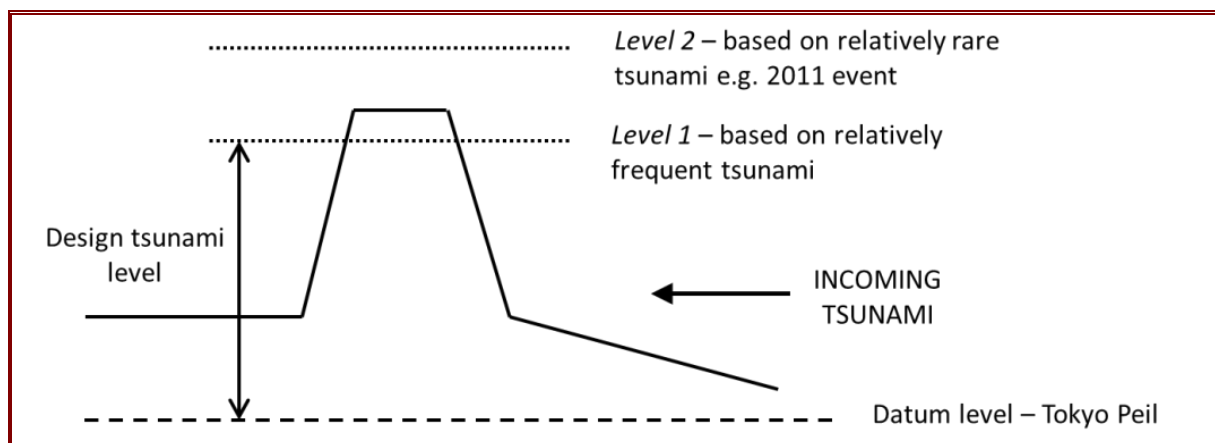 Level 2 – based on relatively rare
tsunami e.g. 2011 event
Level 1 – based on relatively
frequent tsunami
Design tsunami
level
INCOMING
TSUNAMI
Datum level – Tokyo Peil